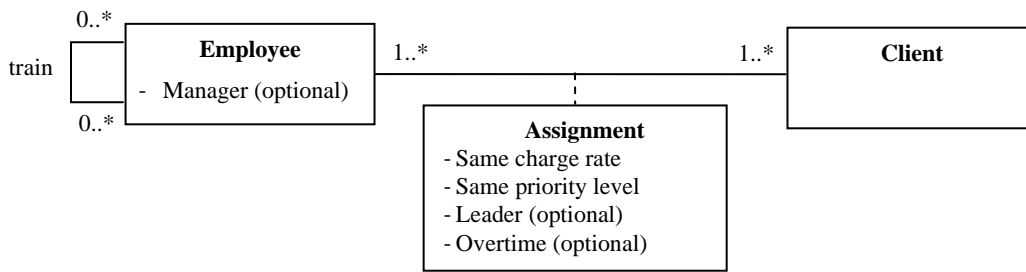 0..*
Employee
1..*
1..*
Client
train
- Manager (optional)
0..*
Assignment
- Same charge rate
- Same priority level
- Leader (optional)
- Overtime (optional)